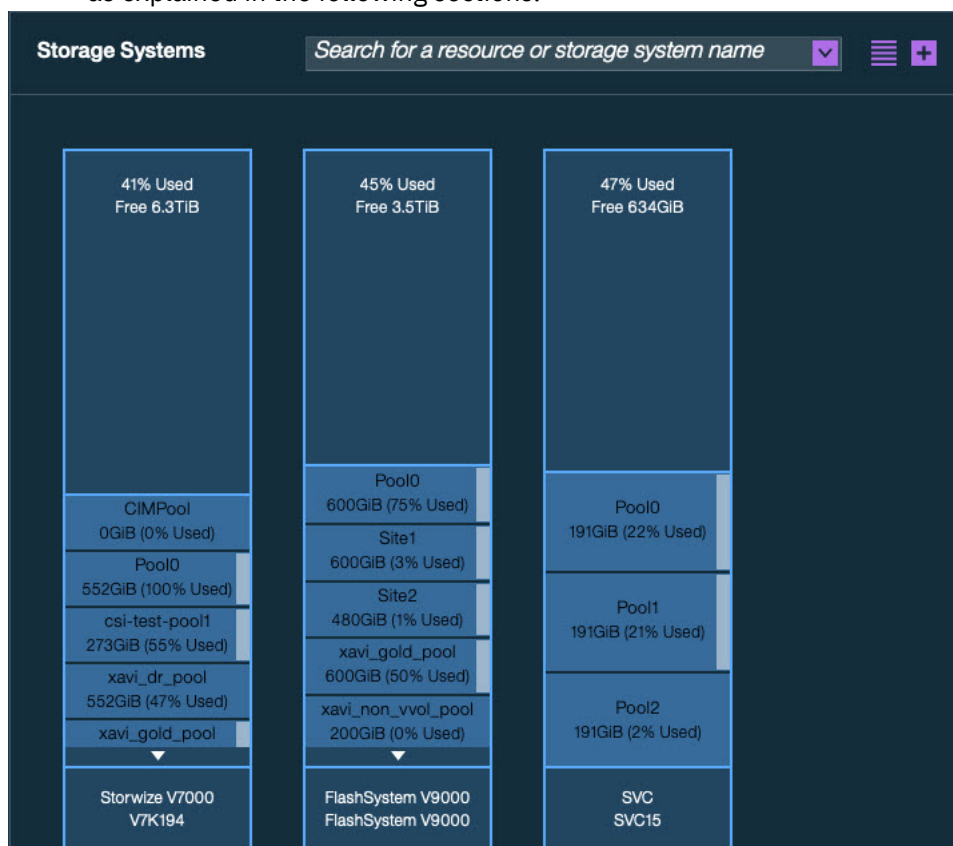 as explained in the following sections.
Storage Systems
Search for a resource or storage system name
41% Used
Free 6.3TiB
CIMPool
0GiB (0% Used)
Pool0
552GiB (100% Used)
csi-test-pool1
273GiB (55% Used)
xavi_dr_pool
552GiB (47% Used)
xavi_gold_pool
Storwize V7000
V7K194
45% Used
Free 3.5TiB
Pool0
600GiB (75% Used)
Site1
600GiB (3% Used)
Site2
480GiB (1% Used)
xavi_gold_pool
600GiB (50% Used)
xavi_non_vvol_pool
200GiB (0% Used)
FlashSystem V9000
FlashSystem V9000
47% Used
Free 634GiB
Pool0
191GiB (22% Used)
Pool1
191GiB (21% Used)
Pool2
191GiB (2% Used)
SVC
SVC15